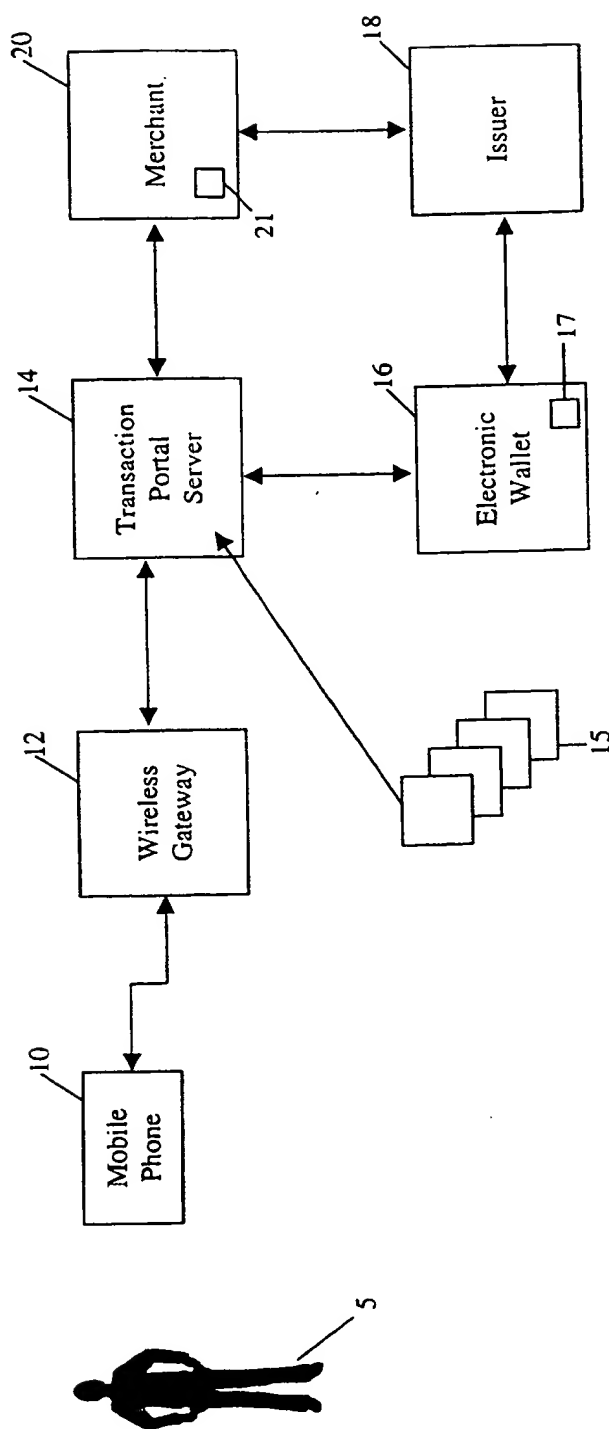 5
10
Mobile
Phone
12
Wireless
Gateway
14
Transaction
Portal
Server
15
16
Electronic
Wallet
17
20
Merchant
21
18
Issuer